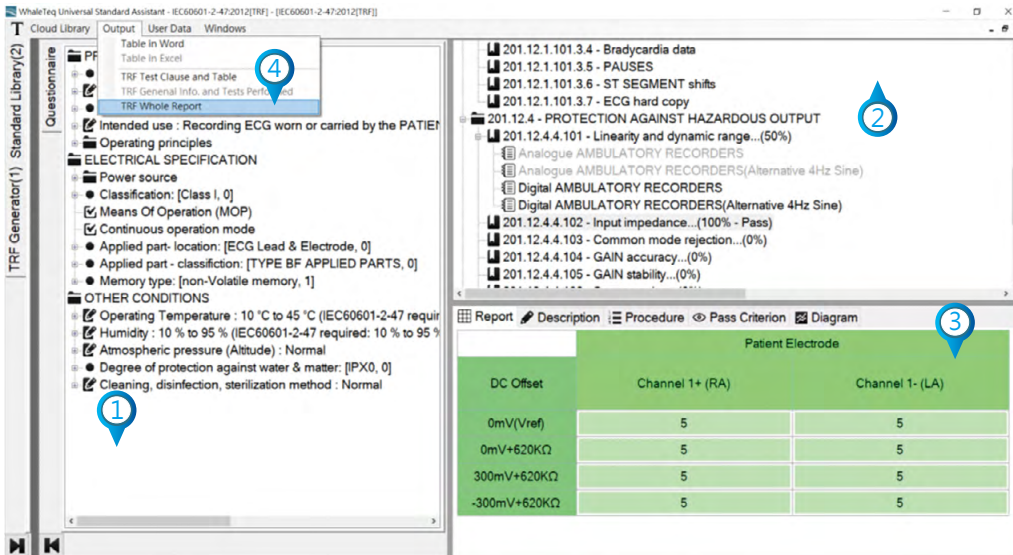 WhaleTeq Universal Standard Assistant - IEC60601-2-47:2012[TRF] - [IEC60601-2-47:2012[TRF]]
T Cloud Library Output User Data Windows
Table In Word
Table In Excel
TRF Test Clause and Table
TRF General Info. and Tests
TRF Whole Report
4
TRF Generator(1) Standard Library(2)
Questionnaire
Intended use : Recording ECG worn or carried by the PATIEN
Operating principles
ELECTRICAL SPECIFICATION
Power source
Classification: [Class I, 0]
Means Of Operation (MOP)
Continuous operation mode
Applied part- location: [ECG Lead & Electrode, 0]
Applied part - classifiction: [TYPE BF APPLIED PARTS, 0]
Memory type: [non-Volatile memory, 1]
OTHER CONDITIONS
Operating Temperature : 10 °C to 45 °C (IEC60601-2-47 requir
Humidity : 10 % to 95 % (IEC60601-2-47 required: 10 % to 95 %
Atmospheric pressure (Altitude) : Normal
Degree of protection against water & matter: [IPX0, 0]
Cleaning, disinfection, sterilization method : Normal
1
201.12.1.101.3.4 - Bradycardia data
201.12.1.101.3.5 - PAUSES
201.12.1.101.3.6 - ST SEGMENT shifts
201.12.1.101.3.7 - ECG hard copy
201.12.4 - PROTECTION AGAINST HAZARDOUS OUTPUT
201.12.4.4.101 - Linearity and dynamic range...(50%)
Analogue AMBULATORY RECORDERS
Analogue AMBULATORY RECORDERS(Alternative 4Hz Sine)
Digital AMBULATORY RECORDERS
Digital AMBULATORY RECORDERS(Alternative 4Hz Sine)
201.12.4.4.102 - Input impedance...(100% - Pass)
201.12.4.4.103 - Common mode rejection...(0%)
201.12.4.4.104 - GAIN accuracy...(0%)
201.12.4.4.105 - GAIN stability...(0%)
2
Report Description Procedure Pass Criterion Diagram
3
Patient Electrode
DC Offset Channel 1+ (RA) Channel 1- (LA)
0mV(Vref) 5 5
0mV+620KΩ 5 5
300mV+620KΩ 5 5
-300mV+620KΩ 5 5